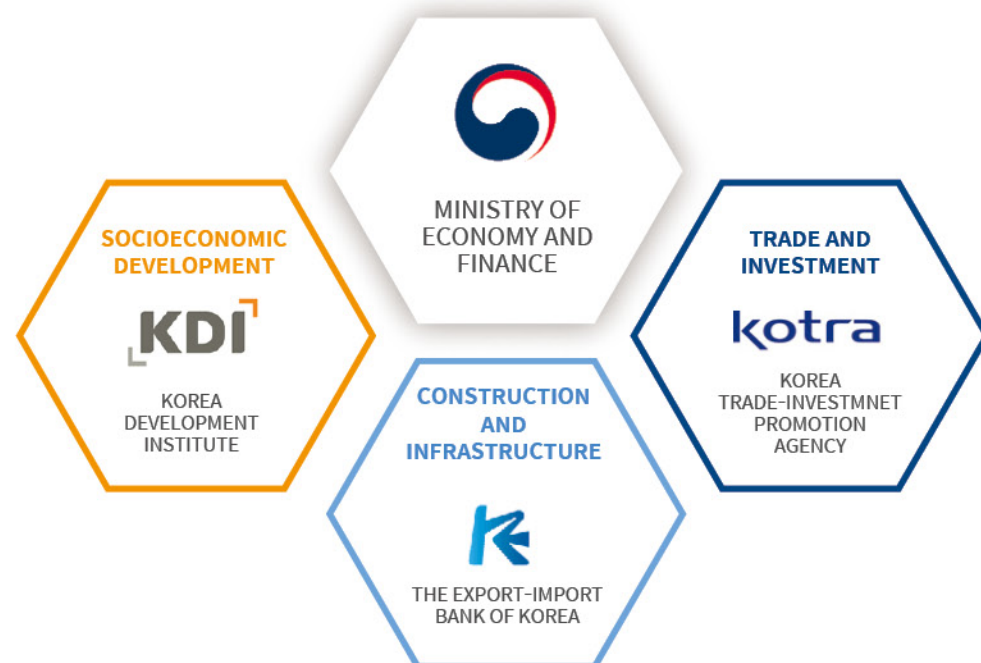 MINISTRY OF
ECONOMY AND
FINANCE
SOCIOECONOMIC
DEVELOPMENT
KDI
KOREA
DEVELOPMENT
INSTITUTE
CONSTRUCTION
AND
INFRASTRUCTURE
THE EXPORT-IMPORT
BANK OF KOREA
TRADE AND
INVESTMENT
kotra
KOREA
TRADE-INVESTMNET
PROMOTION
AGENCY